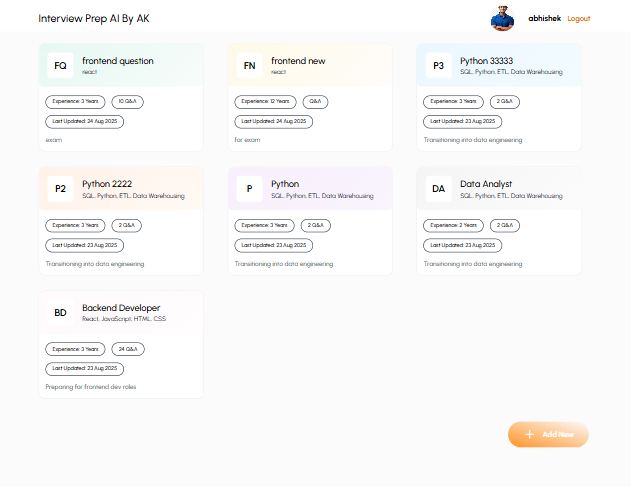 Interview Prep AI By AK
abhishek Logout
FQ
frontend question
react
Experience: 3 Years
10 Q&A
Last Updated: 24 Aug 2025
exam
FN
frontend new
react
Experience: 12 Years
Q&A
Last Updated: 24 Aug 2025
for exam
P3
Python 33333
SQL, Python, ETL, Data Warehousing
Experience: 3 Years
2 Q&A
Last Updated: 23 Aug 2025
Transitioning into data engineering
P2
Python 2222
SQL, Python, ETL, Data Warehousing
Experience: 3 Years
2 Q&A
Last Updated: 23 Aug 2025
Transitioning into data engineering
P
Python
SQL, Python, ETL, Data Warehousing
Experience: 3 Years
2 Q&A
Last Updated: 23 Aug 2025
Transitioning into data engineering
DA
Data Analyst
SQL, Python, ETL, Data Warehousing
Experience: 2 Years
2 Q&A
Last Updated: 23 Aug 2025
Transitioning into data engineering
BD
Backend Developer
React, JavaScript, HTML, CSS
Experience: 3 Years
24 Q&A
Last Updated: 23 Aug 2025
Preparing for frontend dev roles
+ Add New